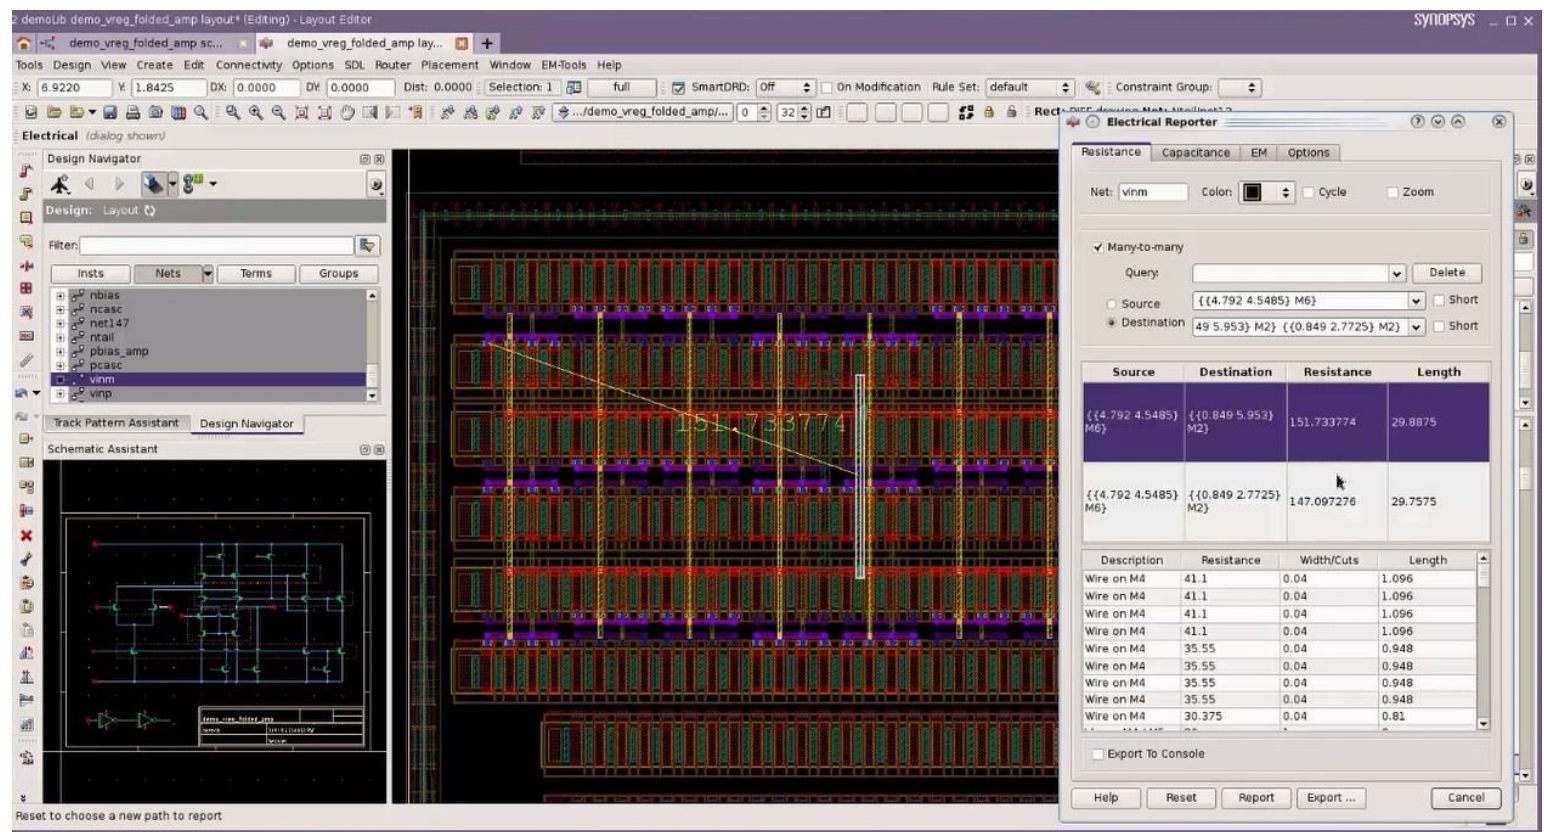 2 demoLib demo_vreg_folded_amp layout* (Editing) - Layout Editor
SYNOPSYS
demo_vreg_folded_amp sc...
demo_vreg_folded_amp lay...
Tools Design View Create Edit Connectivity Options SDL Router Placement Window EM-Tools Help
X: 6.9220 Y: 1.8425 DX: 0.0000 DY: 0.0000 Dist: 0.0000 Selection: 1 full SmartDRD: Off On Modification Rule Set: default Constraint Group:
.../demo_vreg_folded_amp/... 0 32
Electrical (dialog shown)
Design Navigator
Design: Layout
Filter:
Insts Nets Terms Groups
nbias
ncasc
net147
ntail
pbias_amp
pcasc
vinm
vinp
Track Pattern Assistant Design Navigator
Schematic Assistant
151.733774
Electrical Reporter
Resistance Capacitance EM Options
Net: vinm Color: Cycle Zoom
Many-to-many
Query: Delete
Source {{4.792 4.5485} M6} Short
Destination 49 5.953} M2} {{0.849 2.7725} M2} Short
Source Destination Resistance Length
{{4.792 4.5485} M6} {{0.849 5.953} M2} 151.733774 29.8875
{{4.792 4.5485} M6} {{0.849 2.7725} M2} 147.097276 29.7575
Description Resistance Width/Cuts Length
Wire on M4 41.1 0.04 1.096
Wire on M4 41.1 0.04 1.096
Wire on M4 41.1 0.04 1.096
Wire on M4 41.1 0.04 1.096
Wire on M4 35.55 0.04 0.948
Wire on M4 35.55 0.04 0.948
Wire on M4 35.55 0.04 0.948
Wire on M4 35.55 0.04 0.948
Wire on M4 30.375 0.04 0.81
Export To Console
Help Reset Report Export ... Cancel
Reset to choose a new path to report